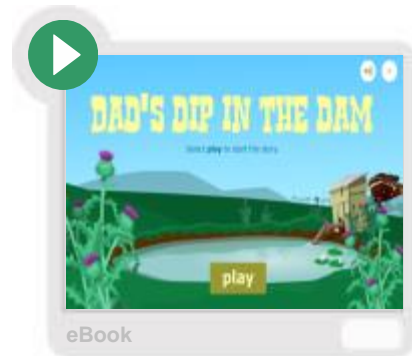 DAD'S DIP IN THE DAM
Select play to start the story.
play
eBook